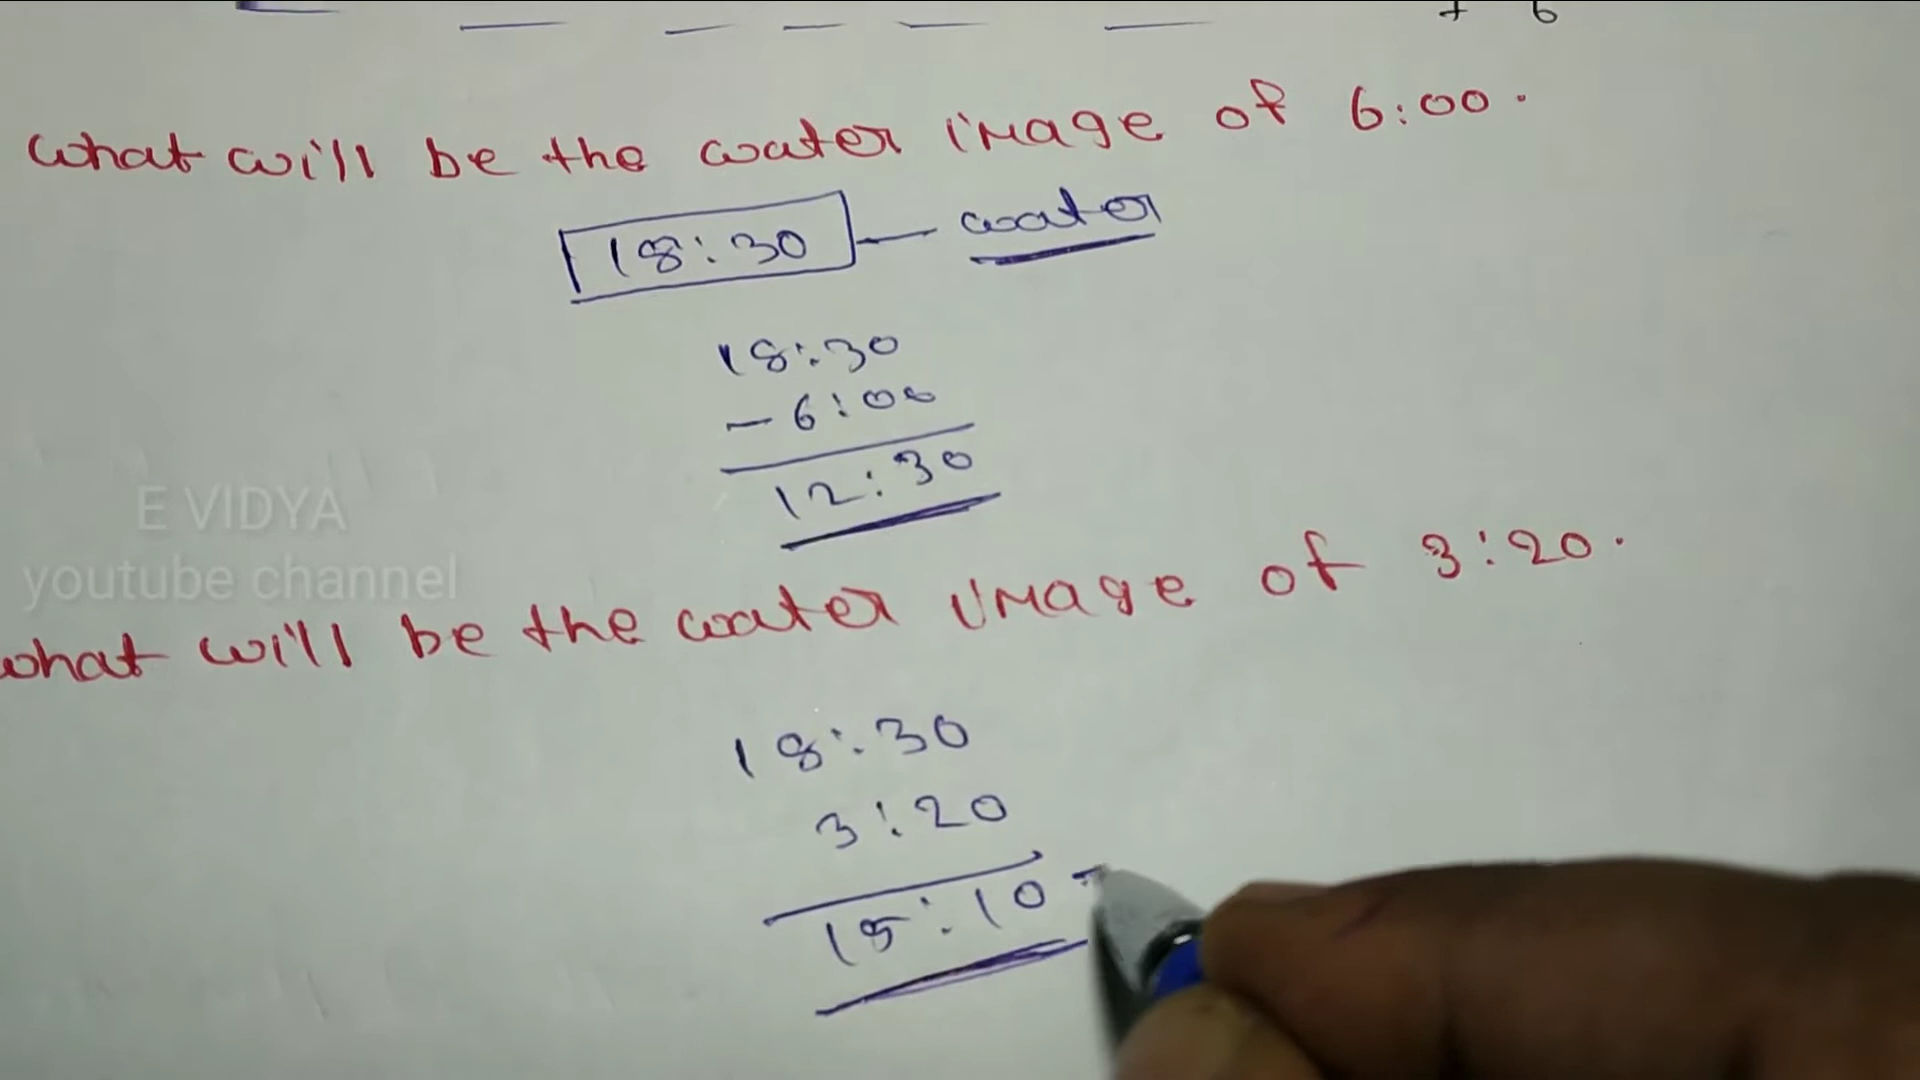 + 6
What will be the water image of 6:00.
18:30 — water
18:30
- 6:00
12:30
E VIDYA
youtube channel
what will be the water image of 3:20.
18:30
3:20
15:10